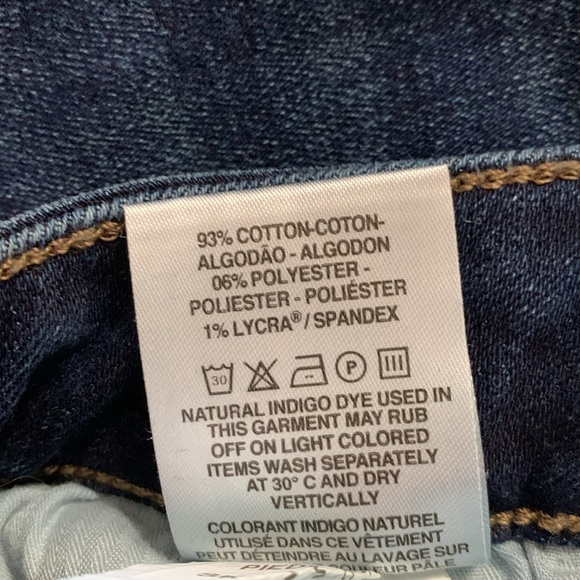 93% COTTON-COTON-
ALGODÃO - ALGODON
06% POLYESTER -
POLIESTER - POLIÉSTER
1% LYCRA® / SPANDEX
30 P
NATURAL INDIGO DYE USED IN
THIS GARMENT MAY RUB
OFF ON LIGHT COLORED
ITEMS WASH SEPARATELY
AT 30° C AND DRY
VERTICALLY
COLORANT INDIGO NATUREL
UTILISÉ DANS CE VÊTEMENT
PEUT DÉTEINDRE AU LAVAGE SUR
COULEUR PÂLE